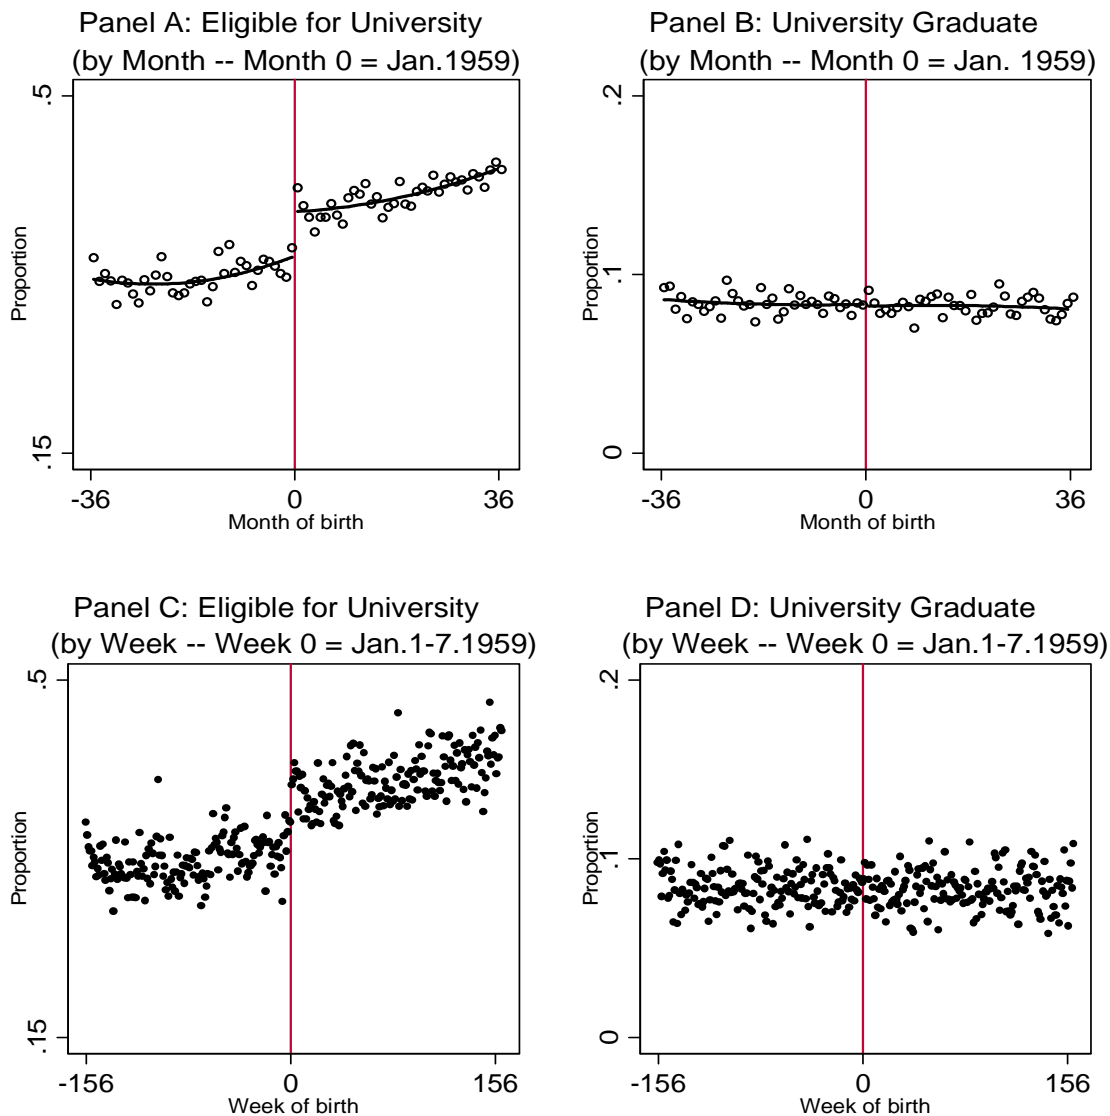 Panel A: Eligible for University
(by Month -- Month 0 = Jan.1959)
.5
.15
Proportion
-36
0
36
Month of birth
Panel B: University Graduate
(by Month -- Month 0 = Jan. 1959)
.2
.1
0
Proportion
-36
0
36
Month of birth
Panel C: Eligible for University
(by Week -- Week 0 = Jan.1-7.1959)
.5
.15
Proportion
-156
0
156
Week of birth
Panel D: University Graduate
(by Week -- Week 0 = Jan.1-7.1959)
.2
.1
0
Proportion
-156
0
156
Week of birth